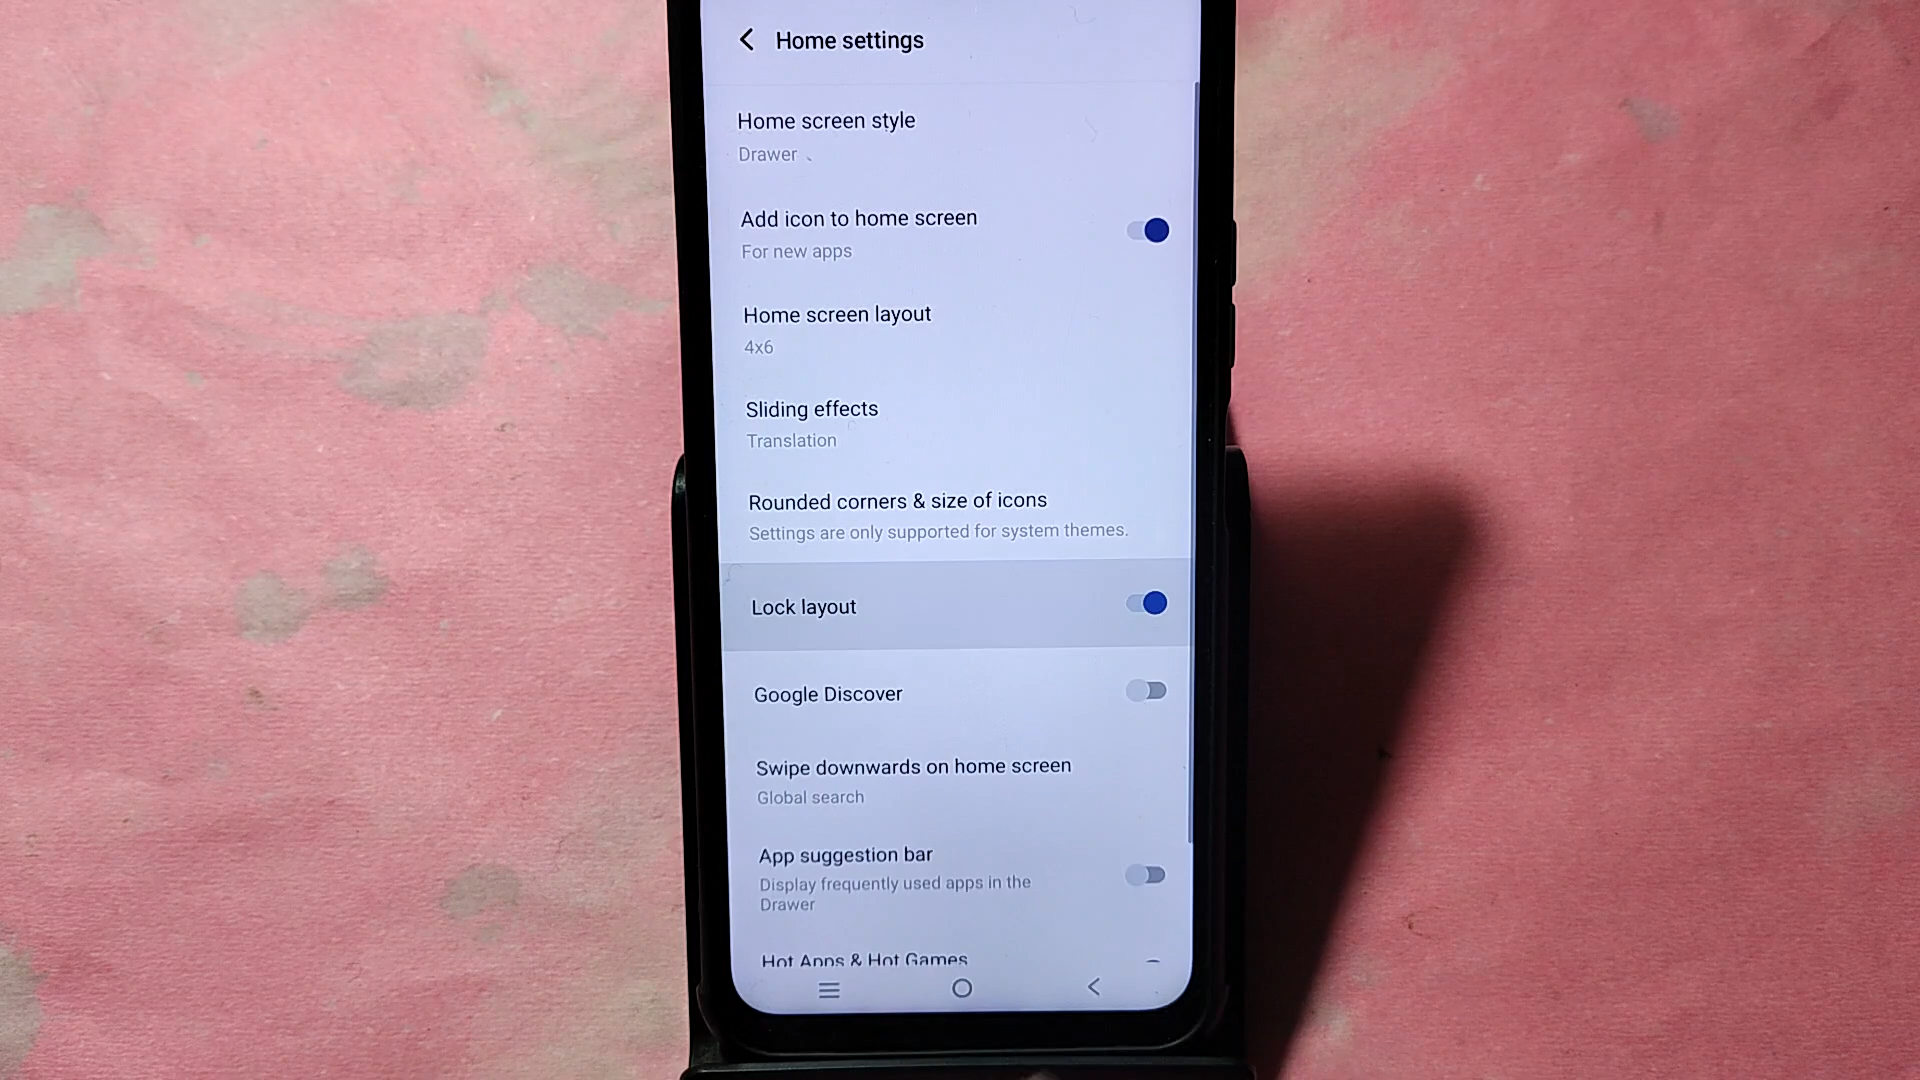 Home settings
Home screen style
Drawer
Add icon to home screen
For new apps
Home screen layout
4x6
Sliding effects
Translation
Rounded corners & size of icons
Settings are only supported for system themes.
Lock layout
Google Discover
Swipe downwards on home screen
Global search
App suggestion bar
Display frequently used apps in the
Drawer
Hot Apps & Hot Games